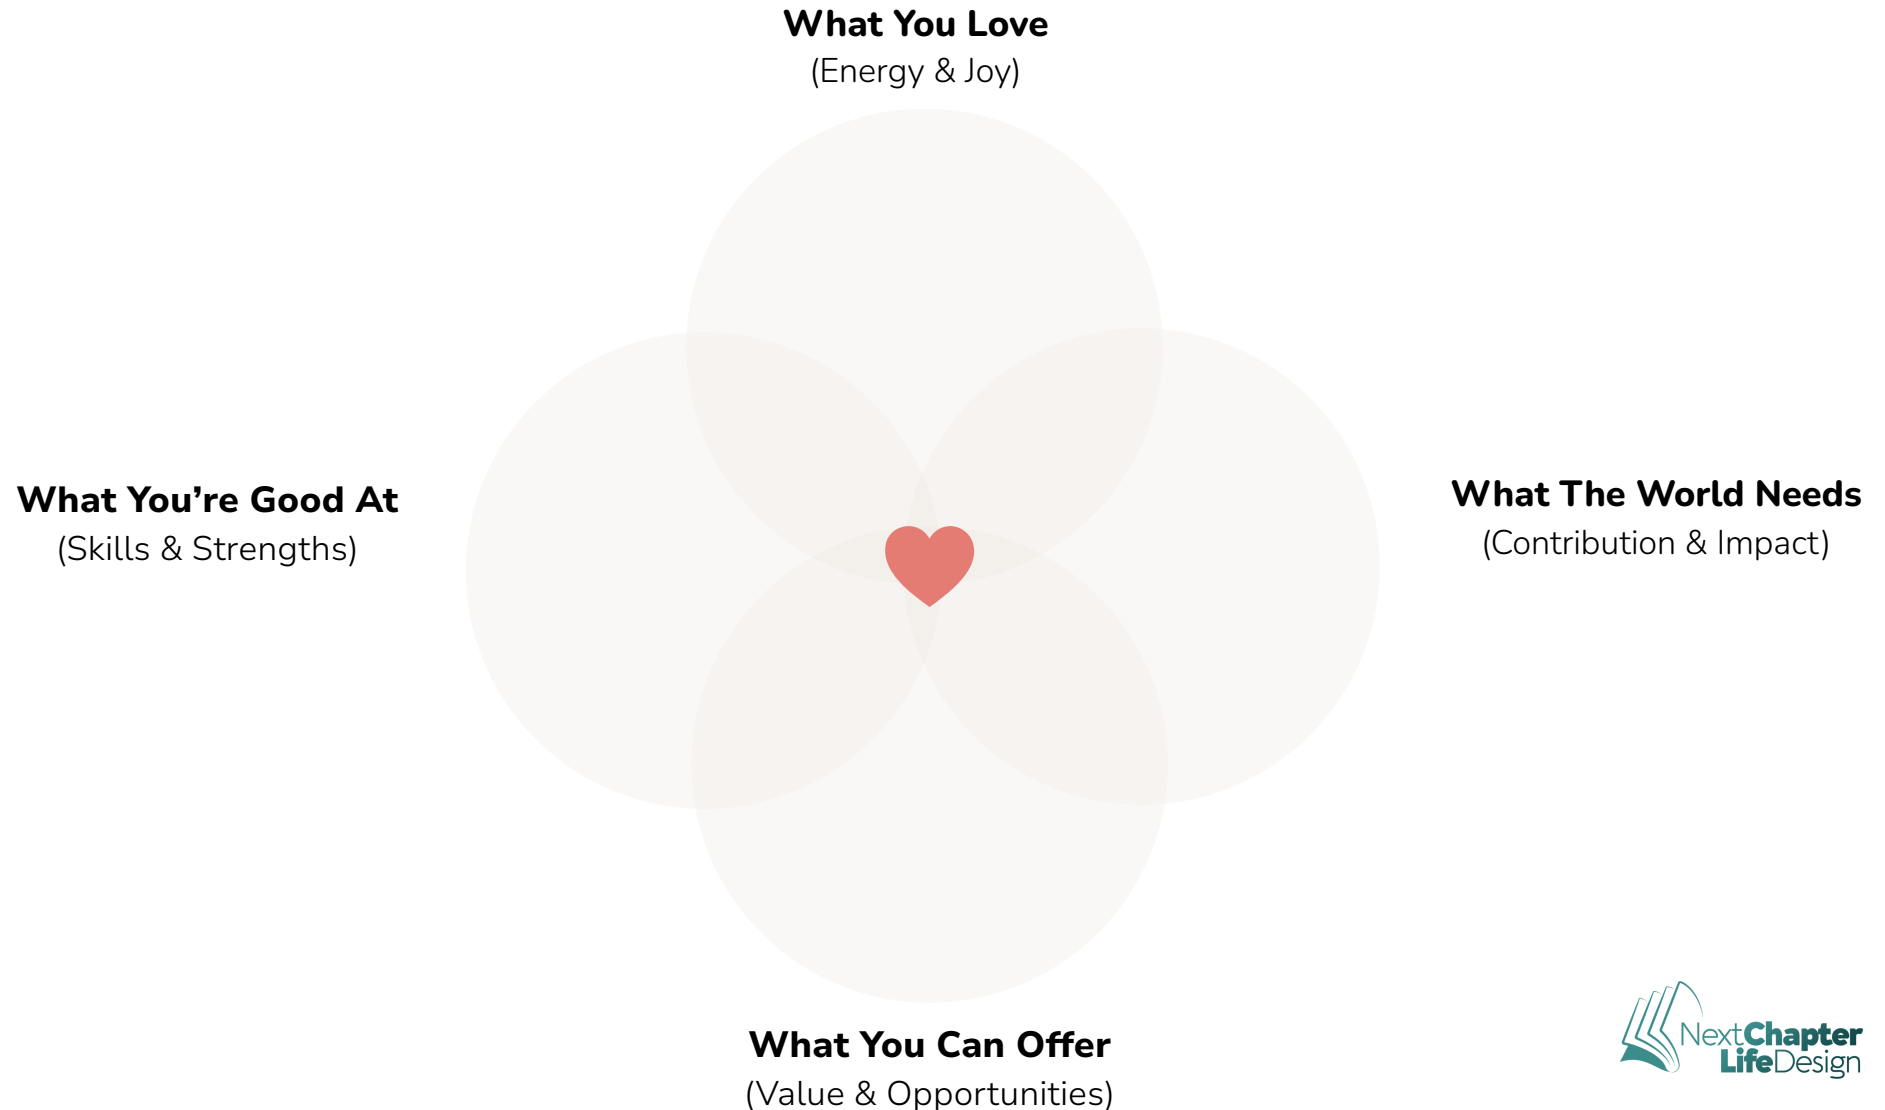 What You Love
(Energy & Joy)
What You’re Good At
(Skills & Strengths)
What The World Needs
(Contribution & Impact)
What You Can Offer
(Value & Opportunities)
NextChapter
LifeDesign